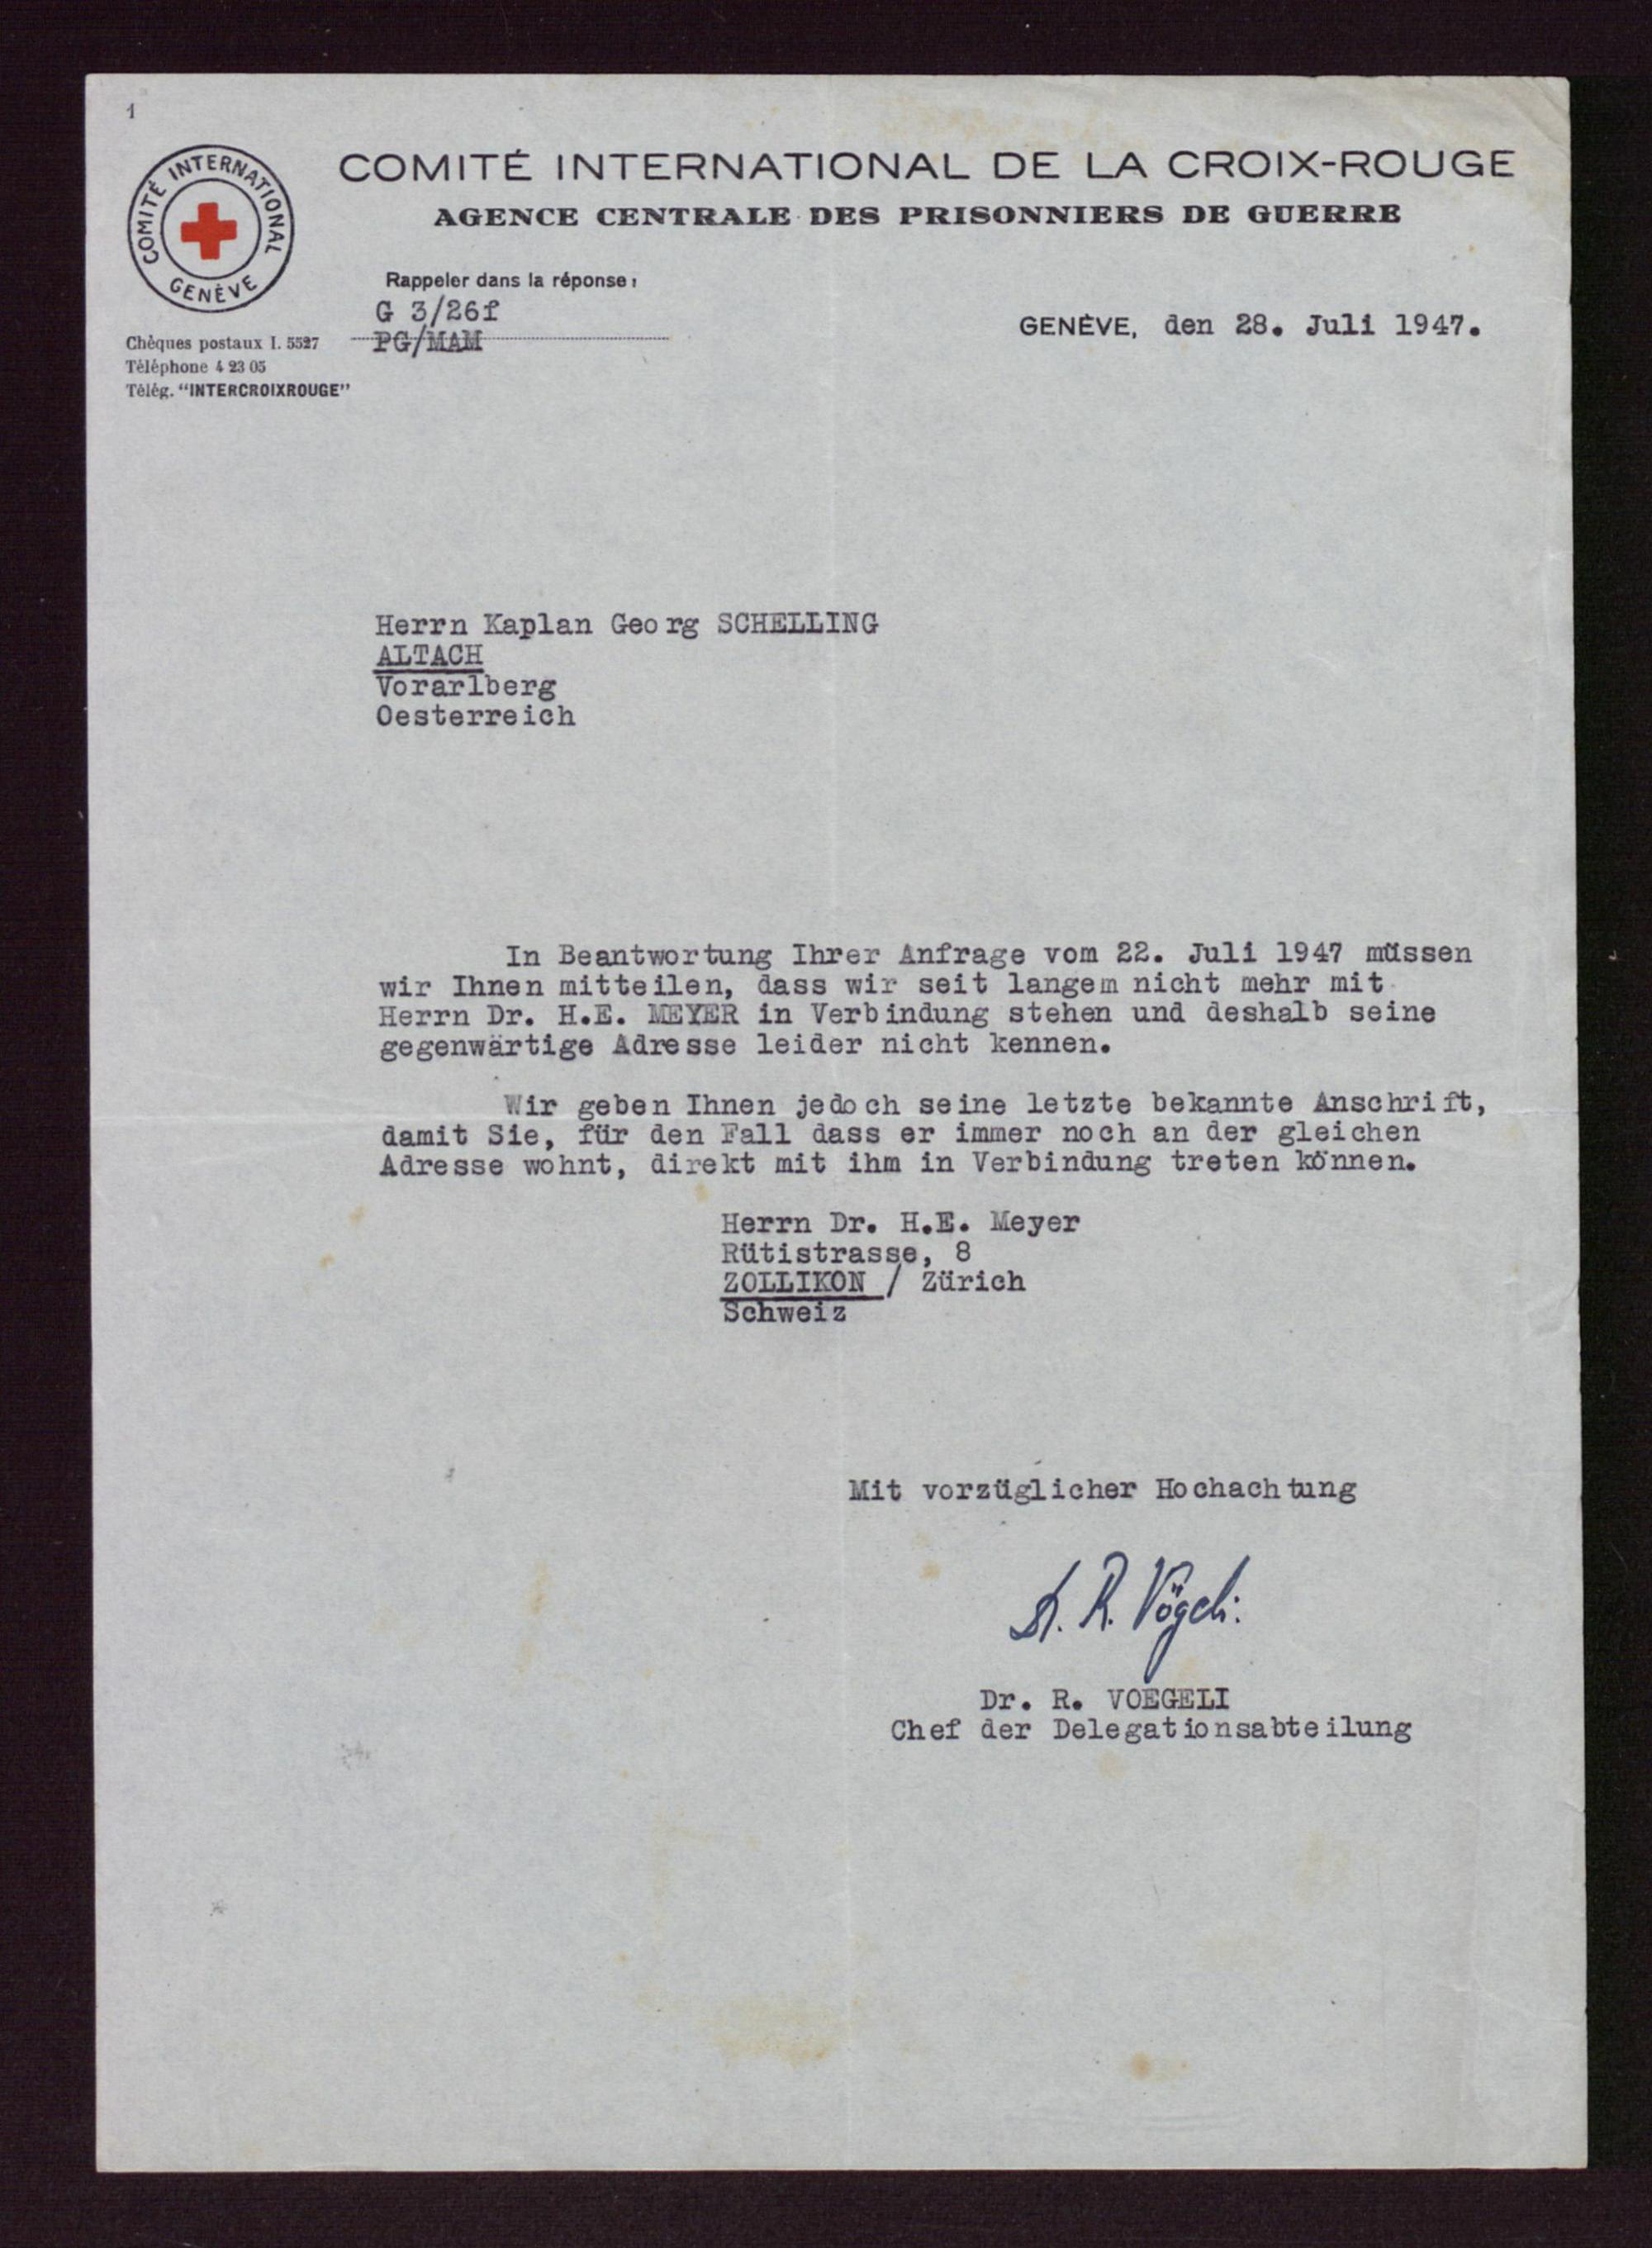 1
COMITÉ INTERNATIONAL
GENÈVE
COMITÉ INTERNATIONAL DE LA CROIX-ROUGE
AGENCE CENTRALE DES PRISONNIERS DE GUERRE
Rappeler dans la réponse:
G 3/26f
PG/MAM
GENÈVE, den 28. Juli 1947.
Chèques postaux I. 5527
Téléphone 4 23 05
Télég. "INTERCROIXROUGE"
Herrn Kaplan Georg SCHELLING
ALTACH
Vorarlberg
Oesterreich
In Beantwortung Ihrer Anfrage vom 22. Juli 1947 müssen
wir Ihnen mitteilen, dass wir seit langem nicht mehr mit
Herrn Dr. H.E. MEYER in Verbindung stehen und deshalb seine
gegenwärtige Adresse leider nicht kennen.
Wir geben Ihnen jedoch seine letzte bekannte Anschrift,
damit Sie, für den Fall dass er immer noch an der gleichen
Adresse wohnt, direkt mit ihm in Verbindung treten können.
Herrn Dr. H.E. Meyer
Rütistrasse, 8
ZOLLIKON / Zürich
Schweiz
Mit vorzüglicher Hochachtung
Dr. R. Vögeli.
Dr. R. VOEGELI
Chef der Delegationsabteilung